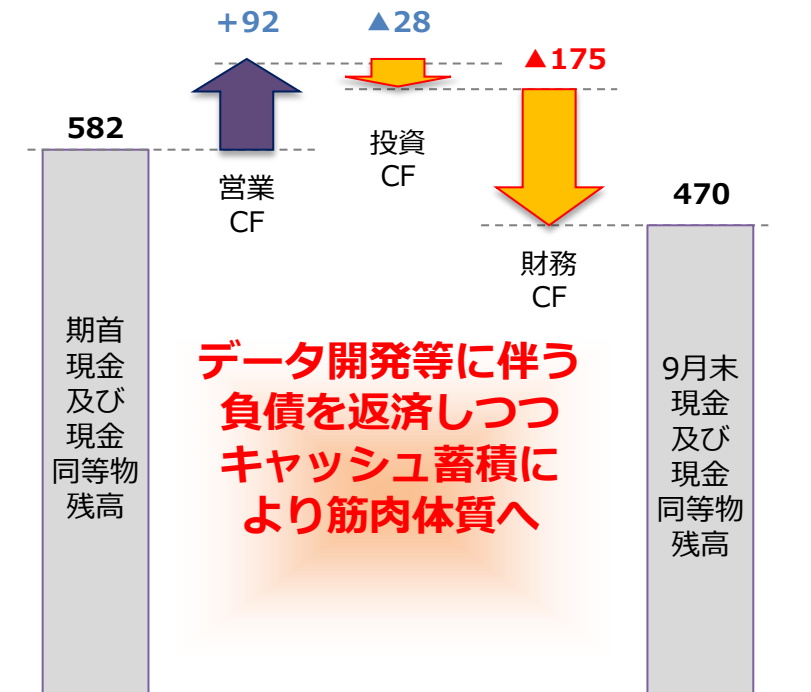 +92
▲28
▲175
582
営業
CF
投資
CF
財務
CF
470
期首
現金
及び
現金
同等物
残高
データ開発等に伴う
負債を返済しつつ
キャッシュ蓄積に
より筋肉体質へ
9月末
現金
及び
現金
同等物
残高